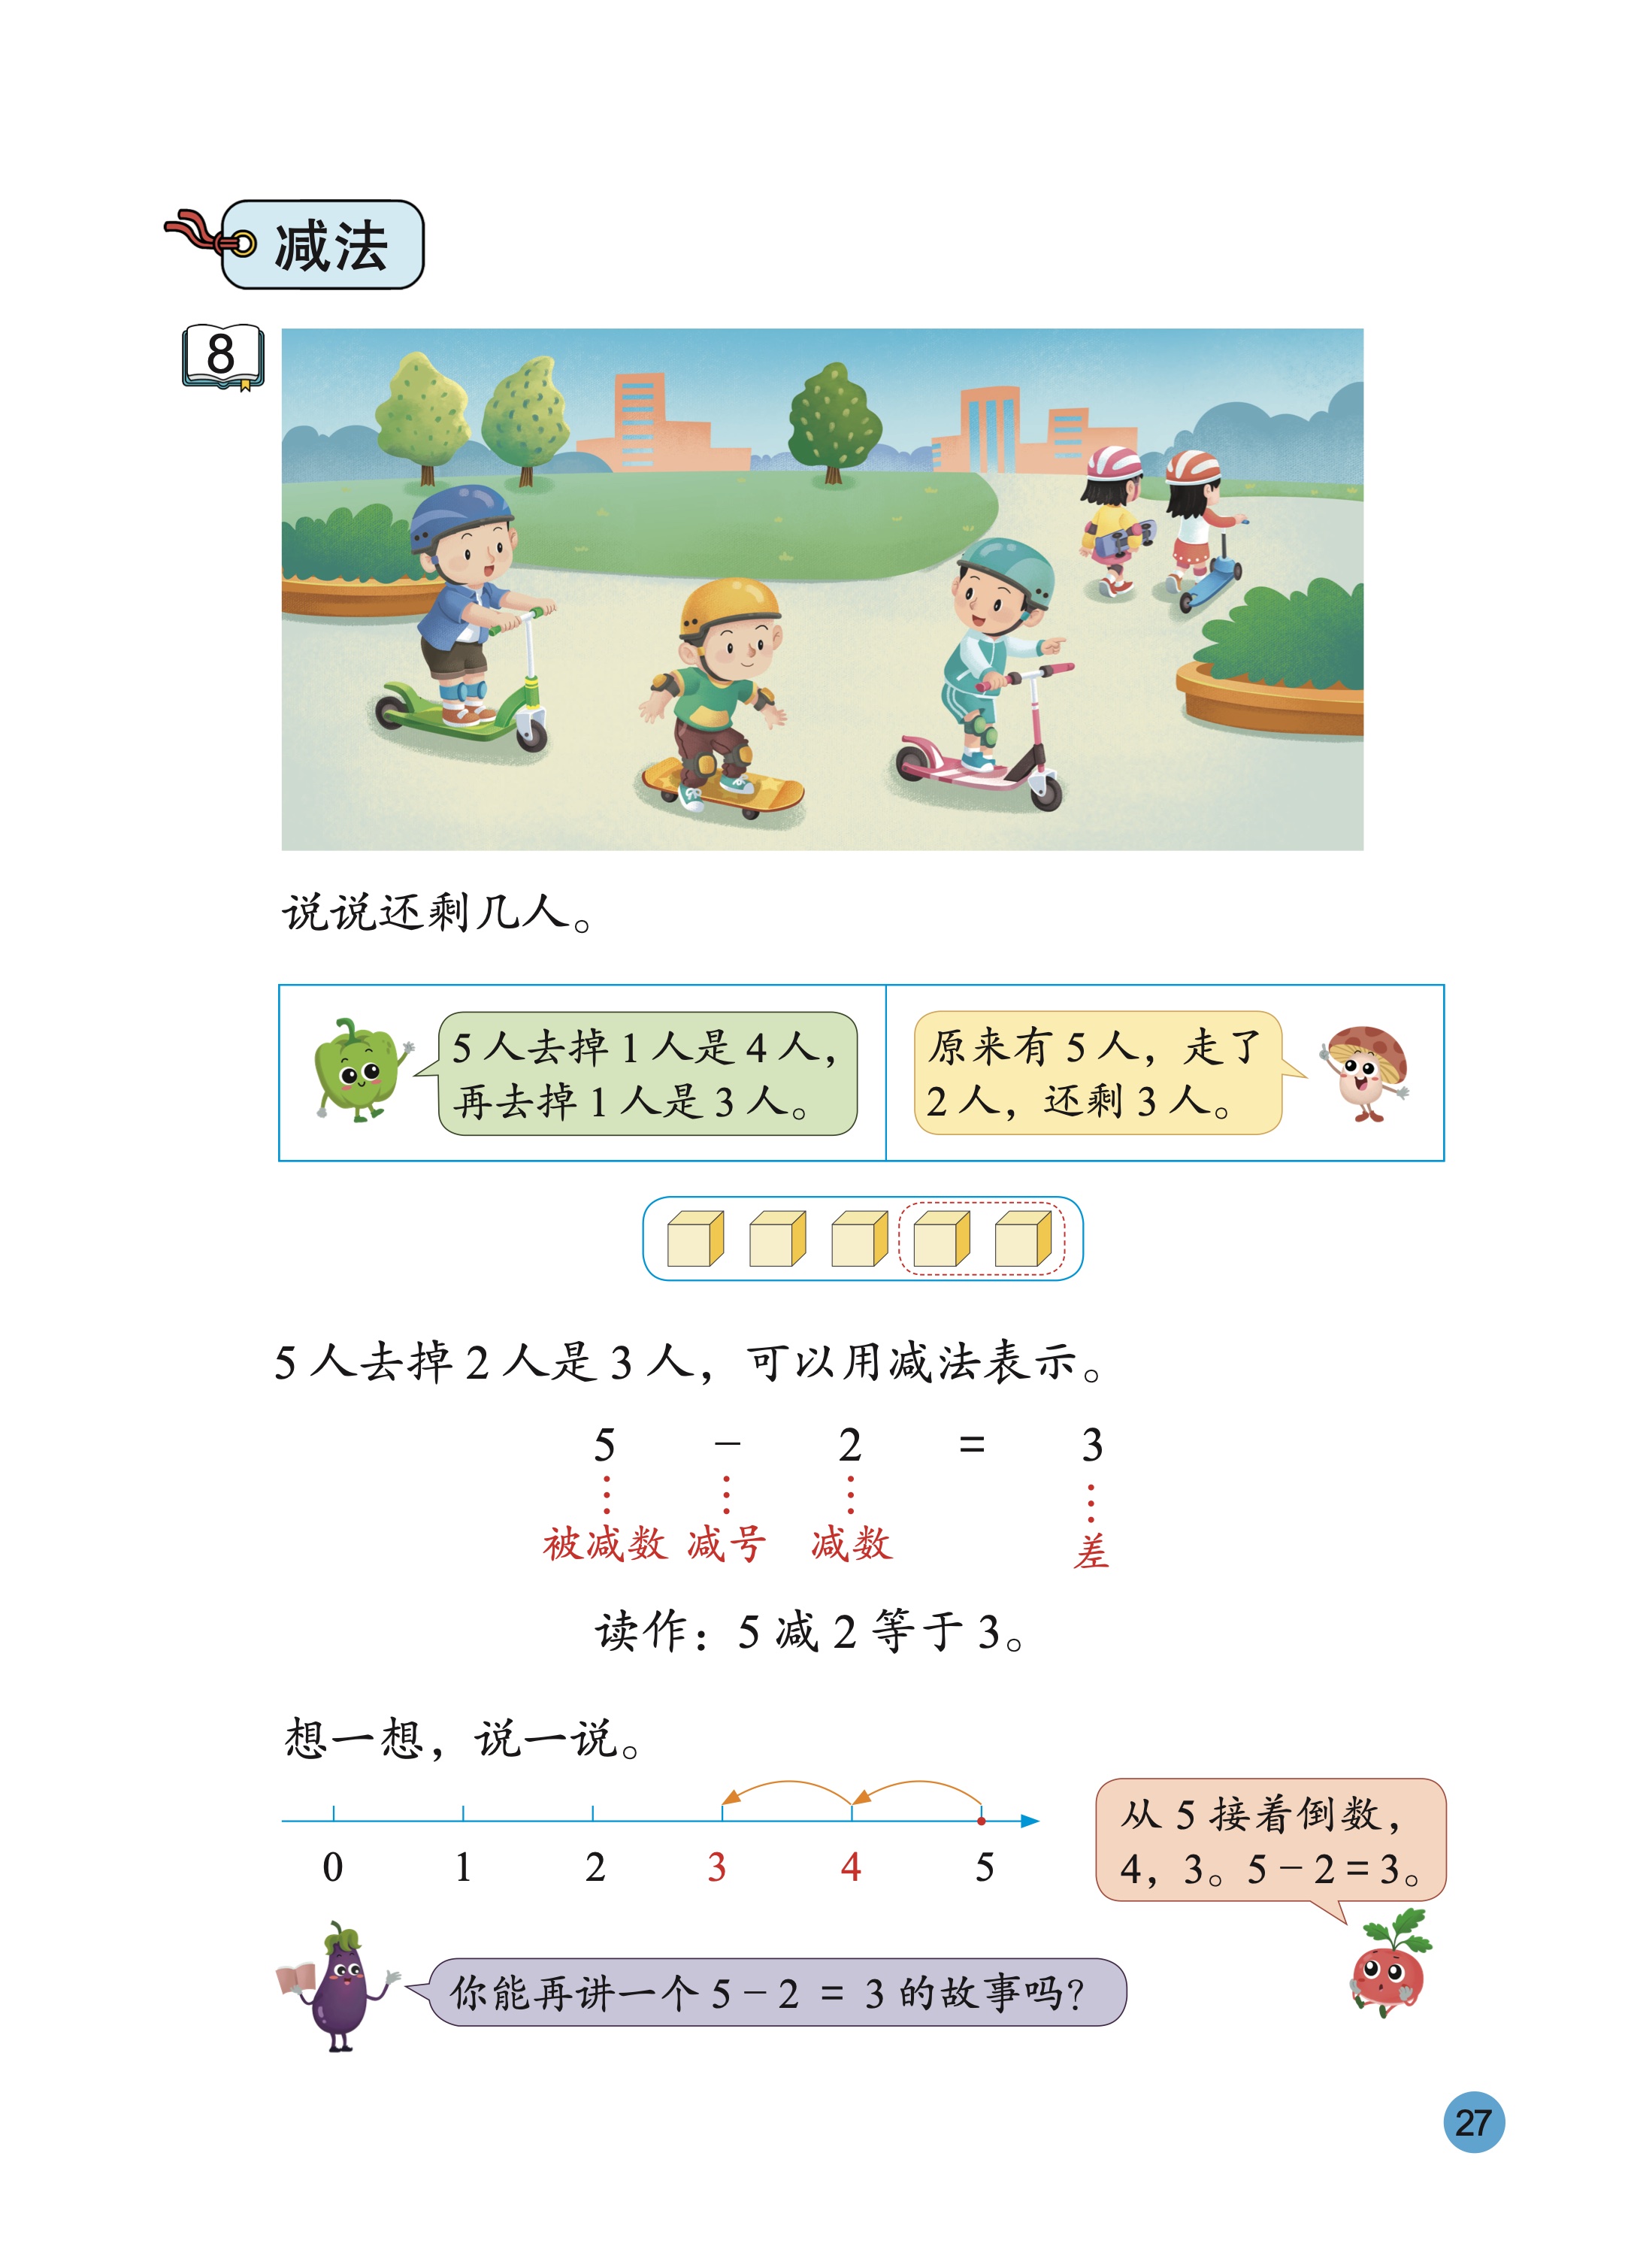 减法
8
说说还剩几人。
5人去掉1人是4人，
再去掉1人是3人。
原来有5人，走了
2人，还剩3人。
5人去掉2人是3人，可以用减法表示。
5 － 2 = 3
被减数 减号 减数 差
读作：5减2等于3。
想一想，说一说。
0 1 2 3 4 5
从5接着倒数，
4，3。5－2=3。
你能再讲一个5－2 = 3的故事吗？
27